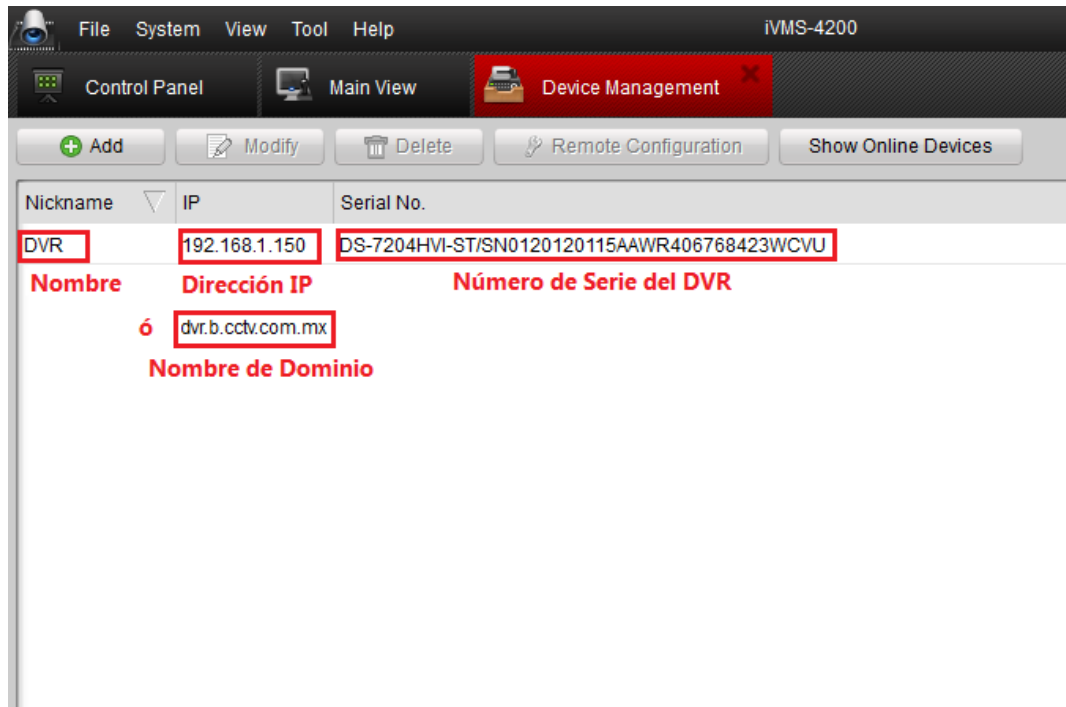 File System View Tool Help iVMS-4200
Control Panel Main View Device Management
Add Modify Delete Remote Configuration Show Online Devices
Nickname IP Serial No.
DVR 192.168.1.150 DS-7204HVI-ST/SN0120120115AAWR406768423WCVU
Nombre Dirección IP Número de Serie del DVR
ó dvr.b.cctv.com.mx
Nombre de Dominio